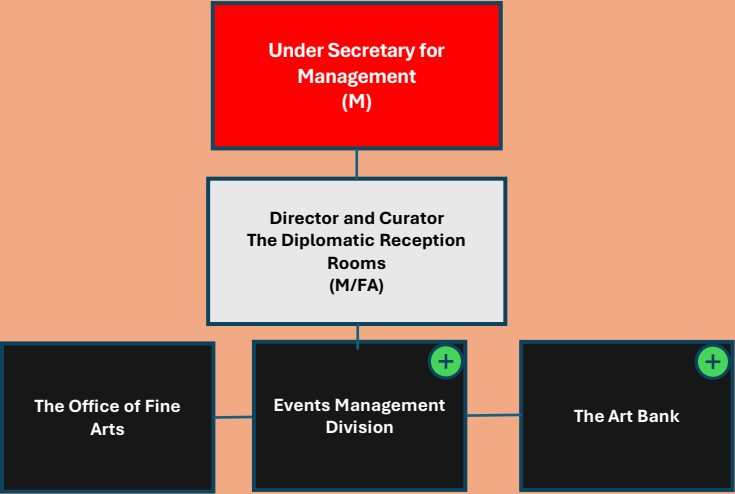 Under Secretary for
Management
(M)
Director and Curator
The Diplomatic Reception
Rooms
(M/FA)
The Office of Fine
Arts
Events Management
Division
The Art Bank